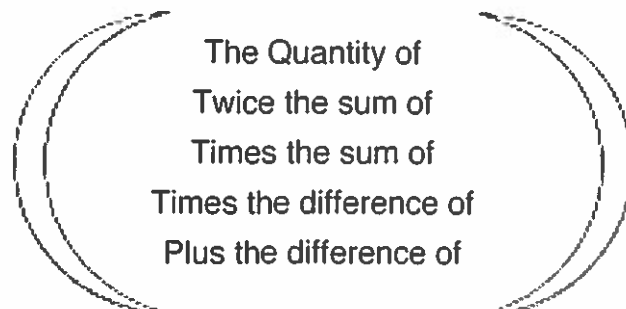 The Quantity of
Twice the sum of
Times the sum of
Times the difference of
Plus the difference of